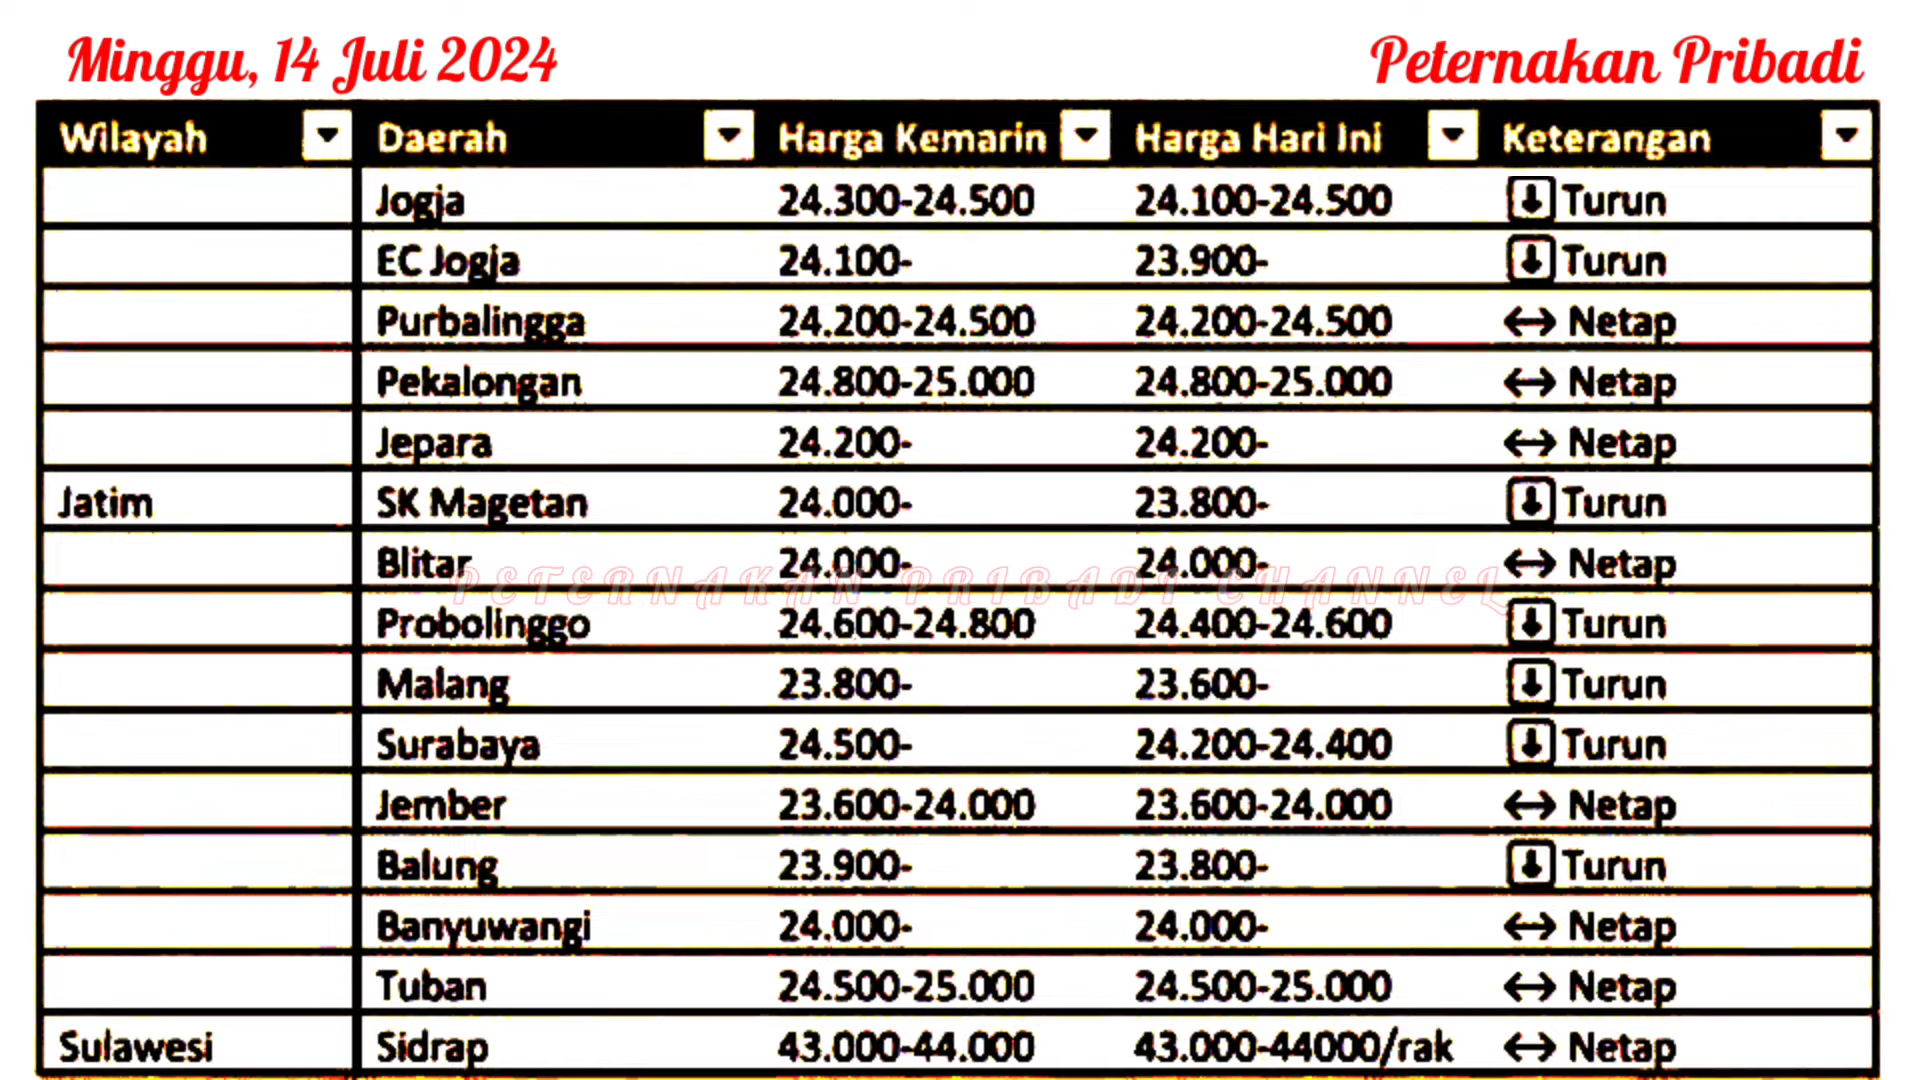 Minggu, 14 Juli 2024 Peternakan Pribadi
Wilayah Daerah Harga Kemarin Harga Hari Ini Keterangan
Jogja 24.300-24.500 24.100-24.500 Turun
EC Jogja 24.100- 23.900- Turun
Purbalingga 24.200-24.500 24.200-24.500 ↔ Netap
Pekalongan 24.800-25.000 24.800-25.000 ↔ Netap
Jepara 24.200- 24.200- ↔ Netap
Jatim SK Magetan 24.000- 23.800- Turun
Blitar 24.000- 24.000- ↔ Netap
PETERNAKAN PRIBADI CHANNEL
Probolinggo 24.600-24.800 24.400-24.600 Turun
Malang 23.800- 23.600- Turun
Surabaya 24.500- 24.200-24.400 Turun
Jember 23.600-24.000 23.600-24.000 ↔ Netap
Balung 23.900- 23.800- Turun
Banyuwangi 24.000- 24.000- ↔ Netap
Tuban 24.500-25.000 24.500-25.000 ↔ Netap
Sulawesi Sidrap 43.000-44.000 43.000-44000/rak ↔ Netap